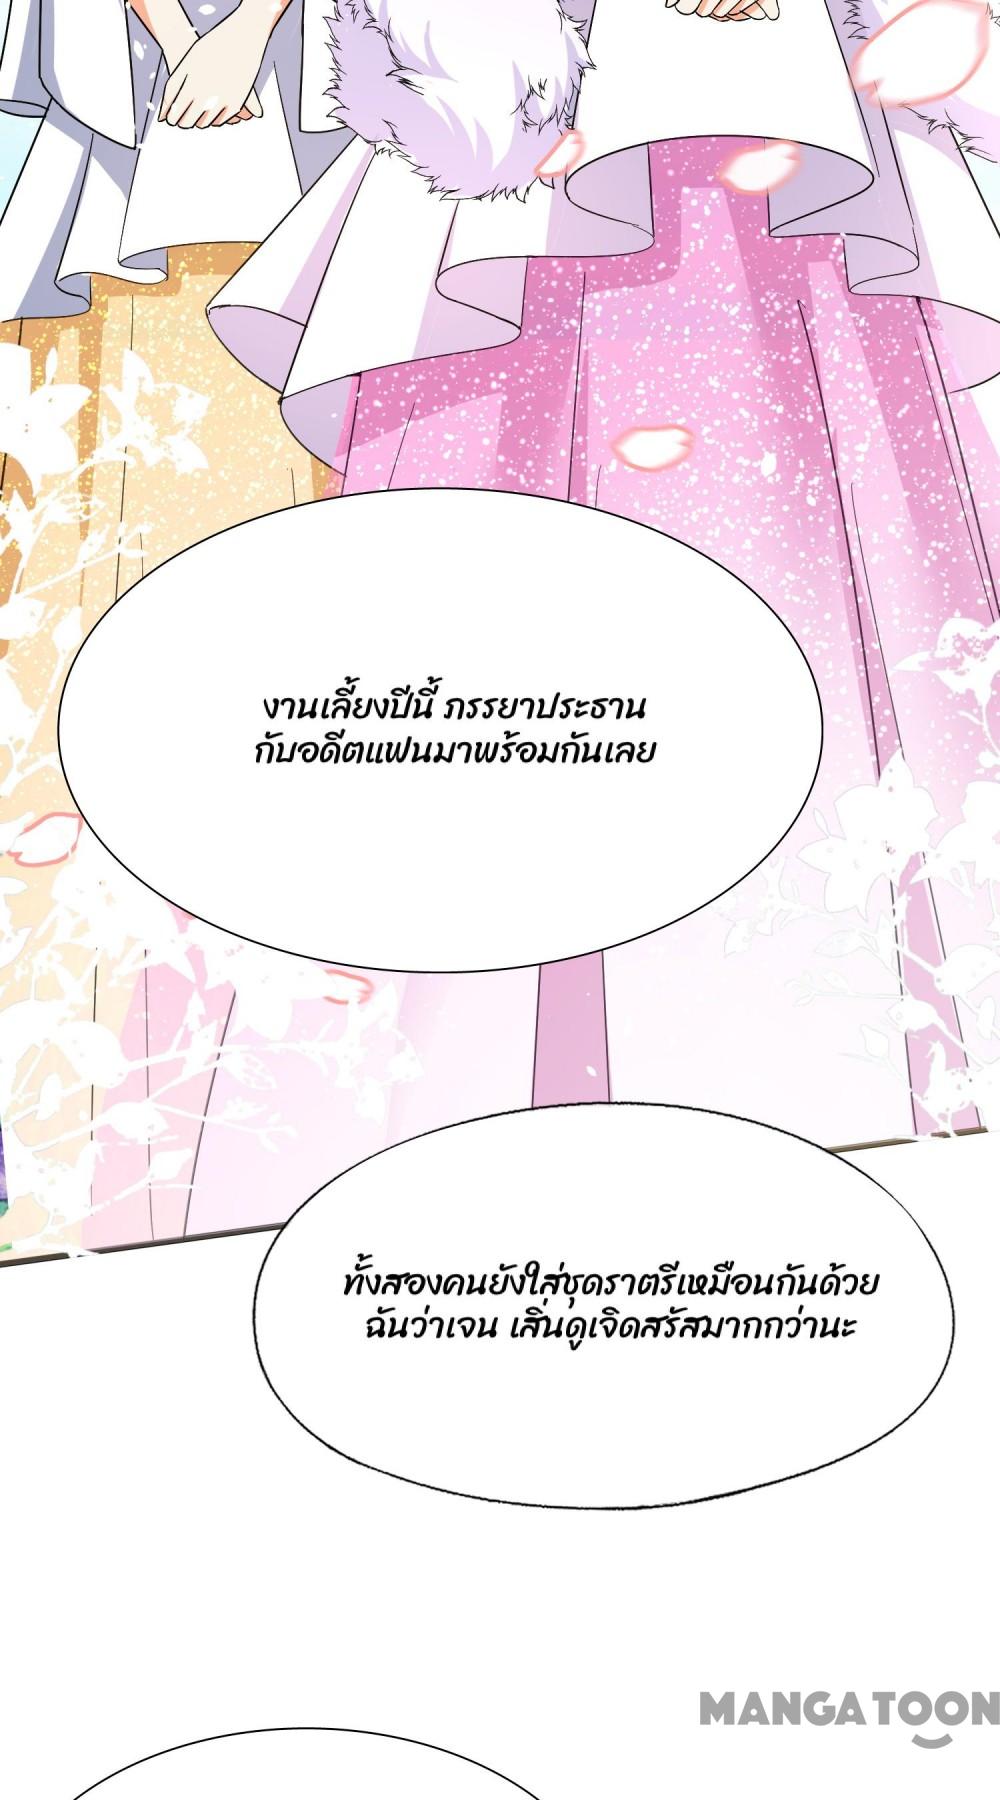 งานเลี้ยงปีนี้ ภรรยาประธาน
กับอดีตแฟนมาพร้อมกันเลย
ทั้งสองคนยังใส่ชุดราตรีเหมือนกันด้วย
ฉันว่าเจน เสิ่นดูเจิดสรัสมากกว่านะ
MANGATOON